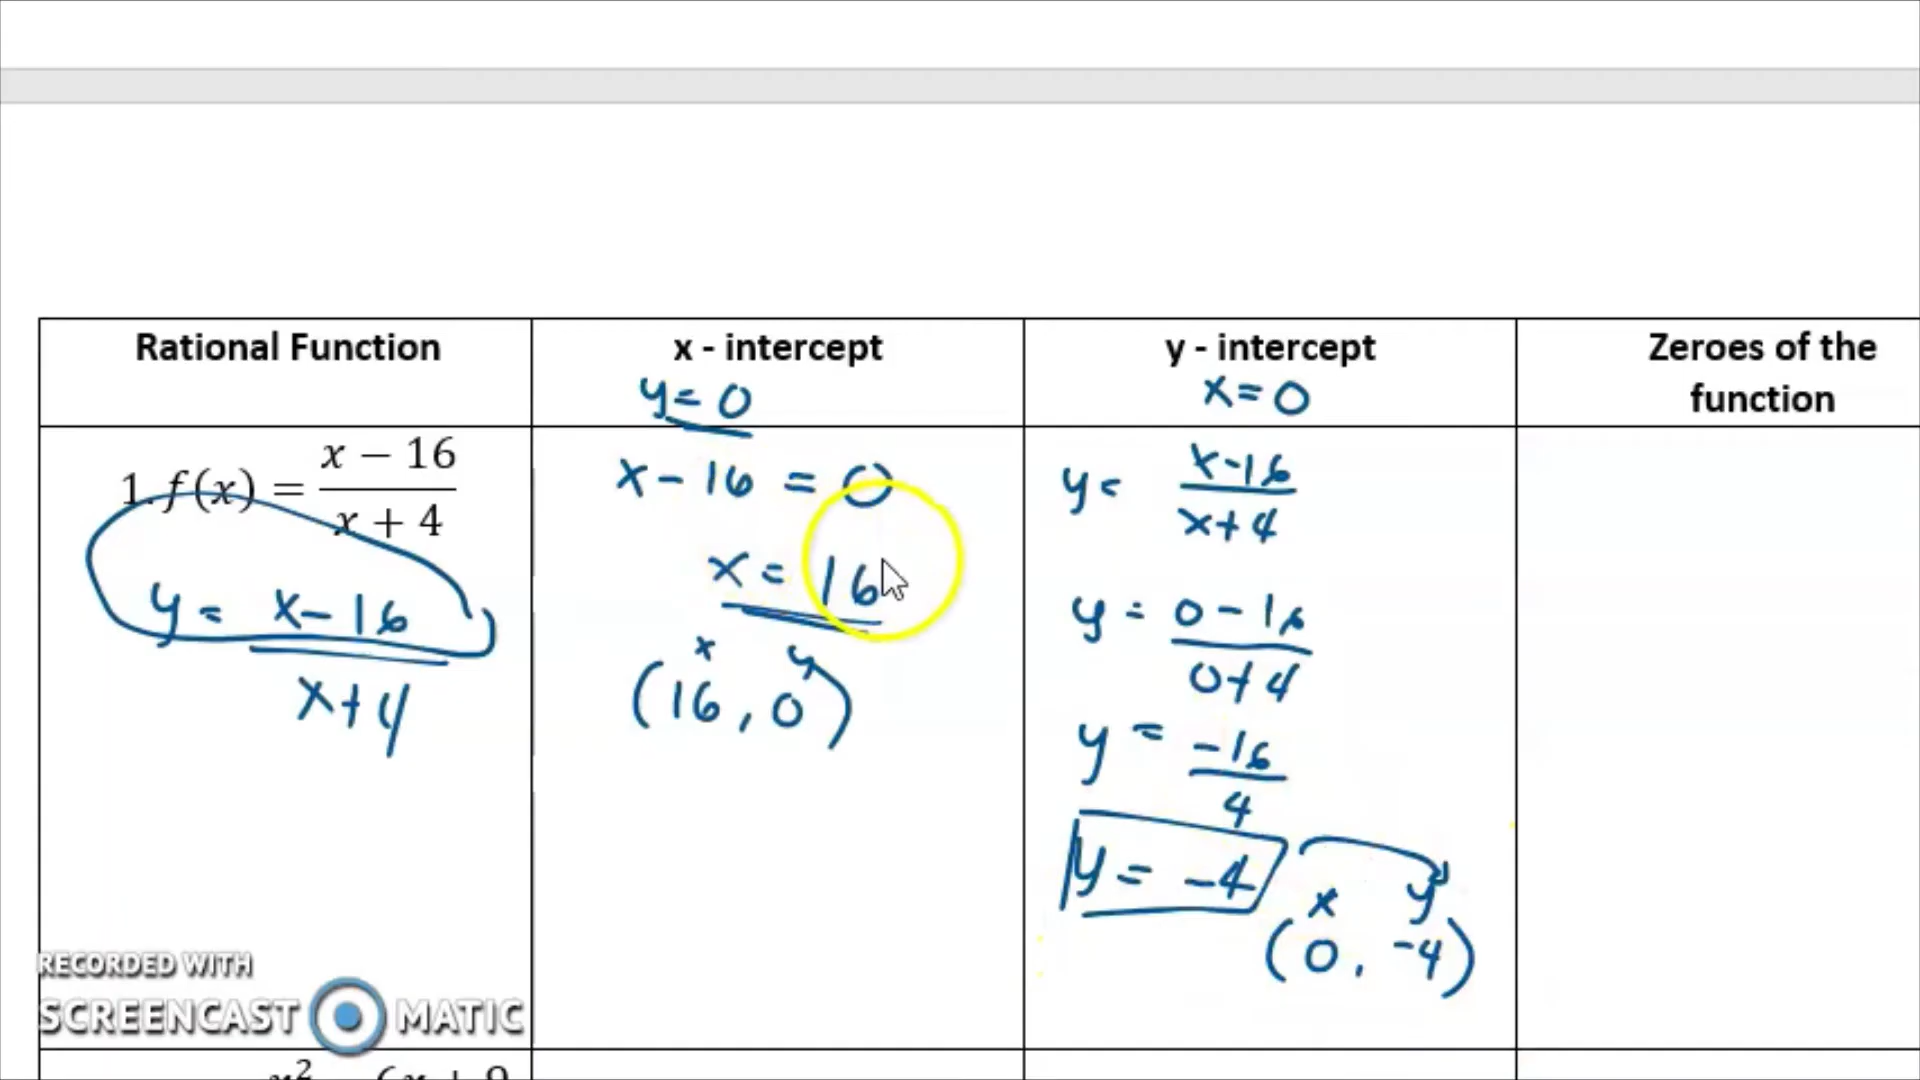 Rational Function
x - intercept
y = 0
y - intercept
x = 0
Zeroes of the
function
1. f(x) = x − 16
x + 4
y = x - 16
x + 4
x - 16 = 0
x = 16
x y
(16, 0)
y = x-16
x+4
y = 0 - 16
0+4
y = -16
4
y = -4
x y
(0, -4)
RECORDED WITH
SCREENCAST MATIC